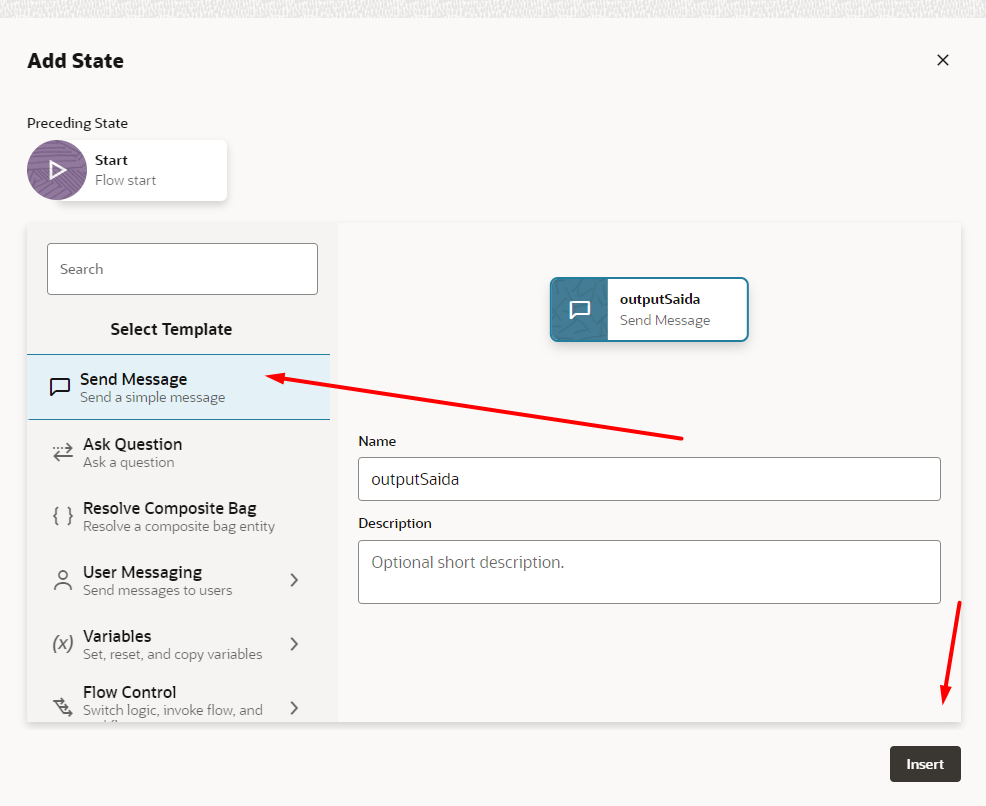 Add State
Preceding State
Start
Flow start
Search
Select Template
Send Message
Send a simple message
Ask Question
Ask a question
Resolve Composite Bag
Resolve a composite bag entity
User Messaging
Send messages to users
Variables
Set, reset, and copy variables
Flow Control
Switch logic, invoke flow, and
outputSaida
Send Message
Name
outputSaida
Description
Optional short description.
Insert